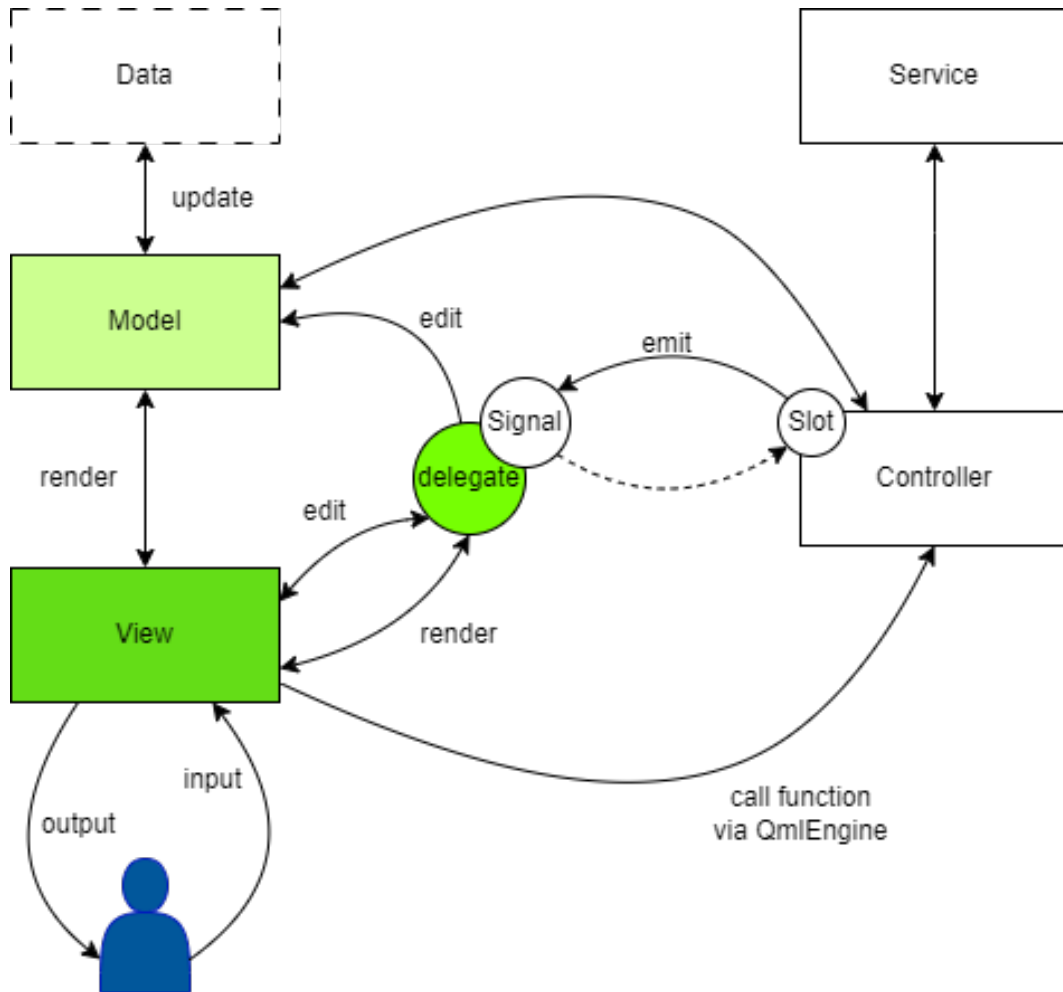 Data
Service
update
Model
edit
emit
Signal
Slot
delegate
Controller
render
edit
View
render
input
output
call function
via QmlEngine